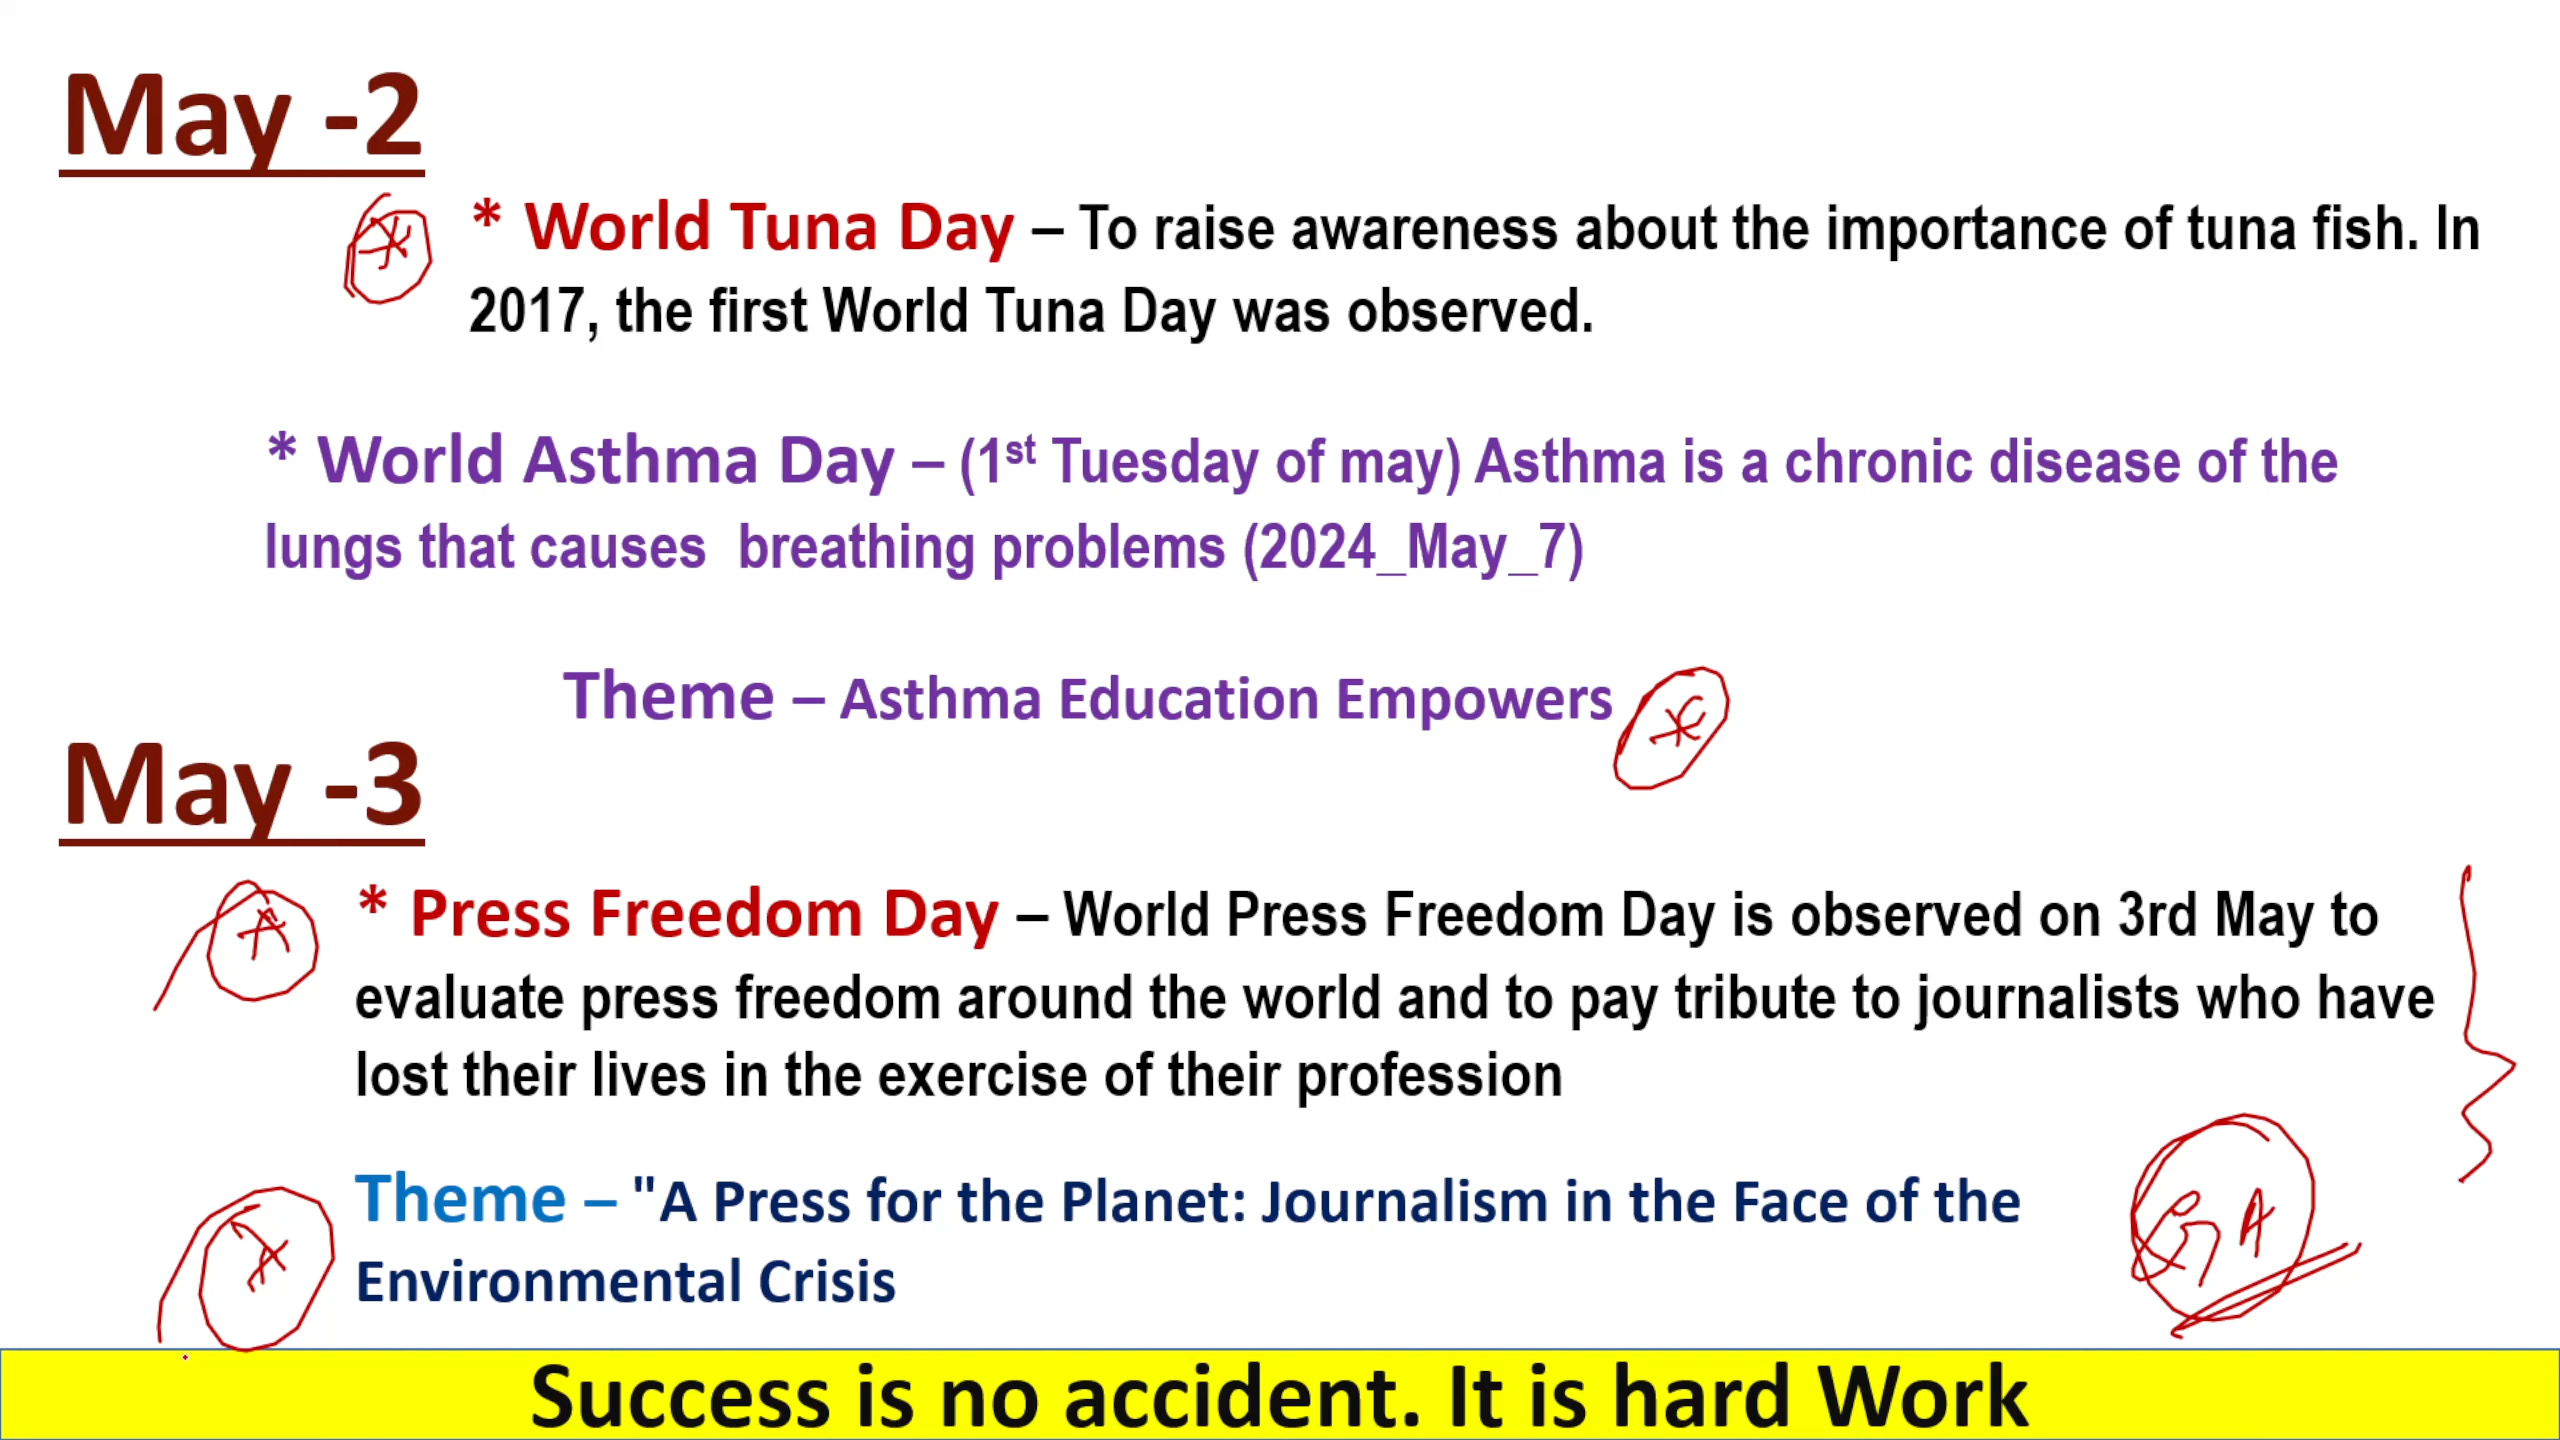 May -2
* World Tuna Day – To raise awareness about the importance of tuna fish. In
2017, the first World Tuna Day was observed.
* World Asthma Day – (1st Tuesday of may) Asthma is a chronic disease of the
lungs that causes  breathing problems (2024_May_7)
Theme – Asthma Education Empowers
May -3
* Press Freedom Day – World Press Freedom Day is observed on 3rd May to
evaluate press freedom around the world and to pay tribute to journalists who have
lost their lives in the exercise of their profession
Theme – "A Press for the Planet: Journalism in the Face of the
Environmental Crisis
Success is no accident. It is hard Work